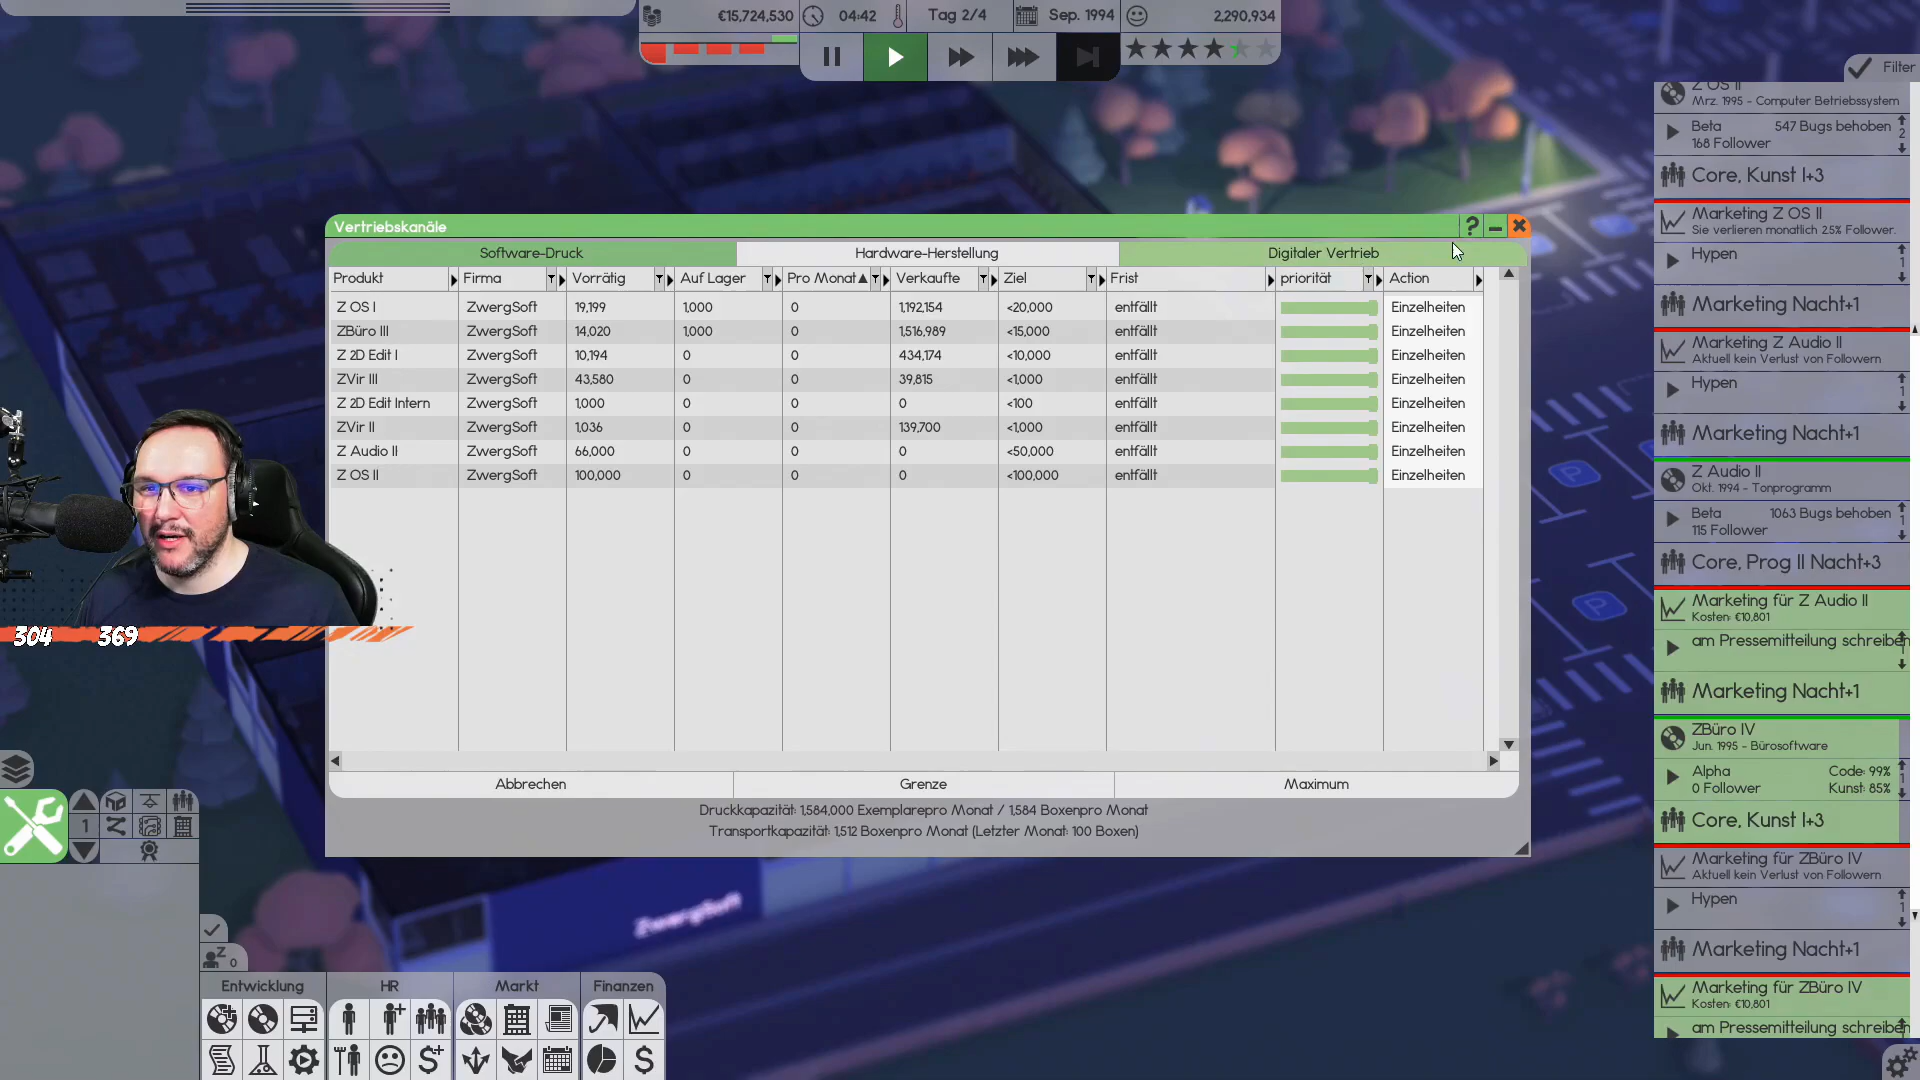 €15,724,530
04:42
Tag 2/4
Sep. 1994
2,290,934
Filter
Z OS II
Mrz. 1995 - Computer Betriebssystem
Beta 547 Bugs behoben
168 Follower
2
Core, Kunst I+3
Marketing Z OS II
Sie verlieren monatlich 2.5% Follower.
Hypen
1
Marketing Nacht+1
Marketing Z Audio II
Aktuell kein Verlust von Followern
Hypen
1
Marketing Nacht+1
Z Audio II
Okt. 1994 - Tonprogramm
Beta 1063 Bugs behoben
115 Follower
1
Core, Prog II Nacht+3
Marketing für Z Audio II
Kosten: €10,801
am Pressemitteilung schreiben
1
Marketing Nacht+1
ZBüro IV
Jun. 1995 - Bürosoftware
Alpha Code: 99%
0 Follower Kunst: 85%
1
Core, Kunst I+3
Marketing für ZBüro IV
Aktuell kein Verlust von Followern
Hypen
1
Marketing Nacht+1
Marketing für ZBüro IV
Kosten: €10,801
am Pressemitteilung schreiben
Vertriebskanäle
?
Software-Druck Hardware-Herstellung Digitaler Vertrieb
Produkt Firma Vorrätig Auf Lager Pro Monat Verkaufte Ziel Frist priorität Action
Z OS I ZwergSoft 19,199 1,000 0 1,192,154 <20,000 entfällt Einzelheiten
ZBüro III ZwergSoft 14,020 1,000 0 1,516,989 <15,000 entfällt Einzelheiten
Z 2D Edit I ZwergSoft 10,194 0 0 434,174 <10,000 entfällt Einzelheiten
ZVir III ZwergSoft 43,580 0 0 39,815 <1,000 entfällt Einzelheiten
Z 2D Edit Intern ZwergSoft 1,000 0 0 0 <100 entfällt Einzelheiten
ZVir II ZwergSoft 1,036 0 0 139,700 <1,000 entfällt Einzelheiten
Z Audio II ZwergSoft 66,000 0 0 0 <50,000 entfällt Einzelheiten
Z OS II ZwergSoft 100,000 0 0 0 <100,000 entfällt Einzelheiten
Abbrechen Grenze Maximum
Druckkapazität: 1,584,000 Exemplarepro Monat / 1,584 Boxenpro Monat
Transportkapazität: 1,512 Boxenpro Monat (Letzter Monat: 100 Boxen)
304 369
1
ZwergSoft
P
P
Z 0
Entwicklung HR Markt Finanzen